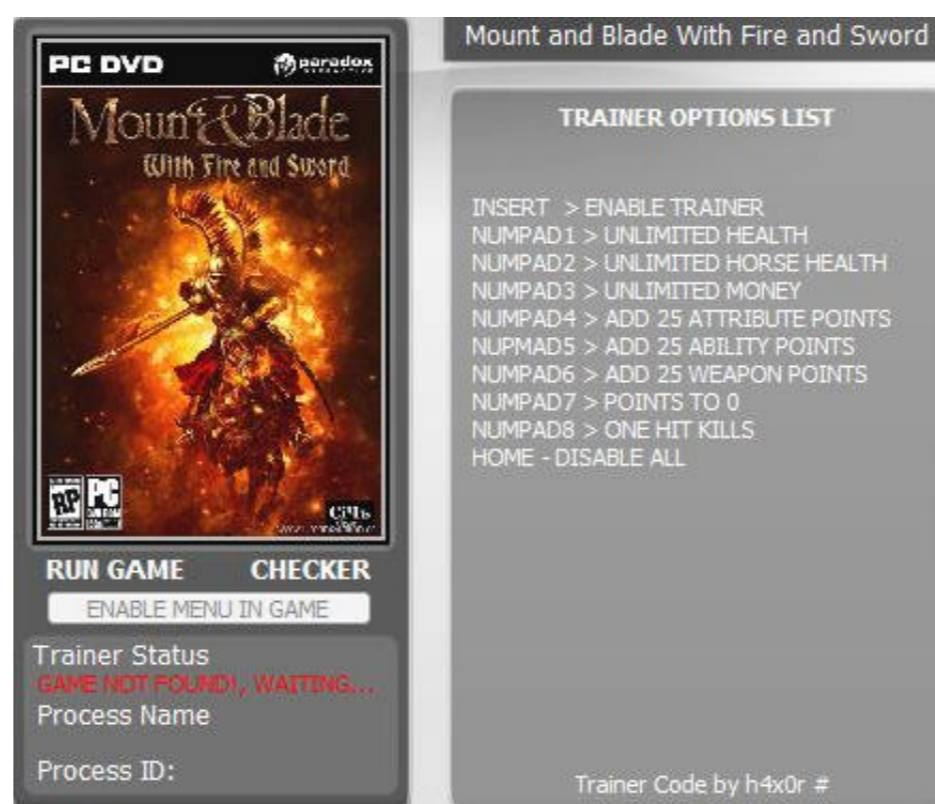 Mount and Blade With Fire and Sword
PC DVD
paradox
Mount & Blade
With Fire and Sword
RP
PC
RUN GAME CHECKER
ENABLE MENU IN GAME
Trainer Status
GAME NOT FOUND!, WAITING...
Process Name
Process ID:
TRAINER OPTIONS LIST
INSERT > ENABLE TRAINER
NUMPAD1 > UNLIMITED HEALTH
NUMPAD2 > UNLIMITED HORSE HEALTH
NUMPAD3 > UNLIMITED MONEY
NUMPAD4 > ADD 25 ATTRIBUTE POINTS
NUPMAD5 > ADD 25 ABILITY POINTS
NUMPAD6 > ADD 25 WEAPON POINTS
NUMPAD7 > POINTS TO 0
NUMPAD8 > ONE HIT KILLS
HOME - DISABLE ALL
Trainer Code by h4x0r #